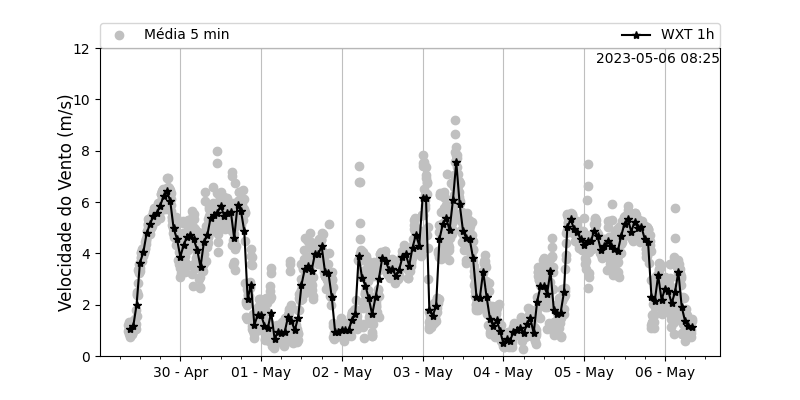 Média 5 min
WXT 1h
2023-05-06 08:25
Velocidade do Vento (m/s)
12
10
8
6
4
2
0
30 - Apr 01 - May 02 - May 03 - May 04 - May 05 - May 06 - May